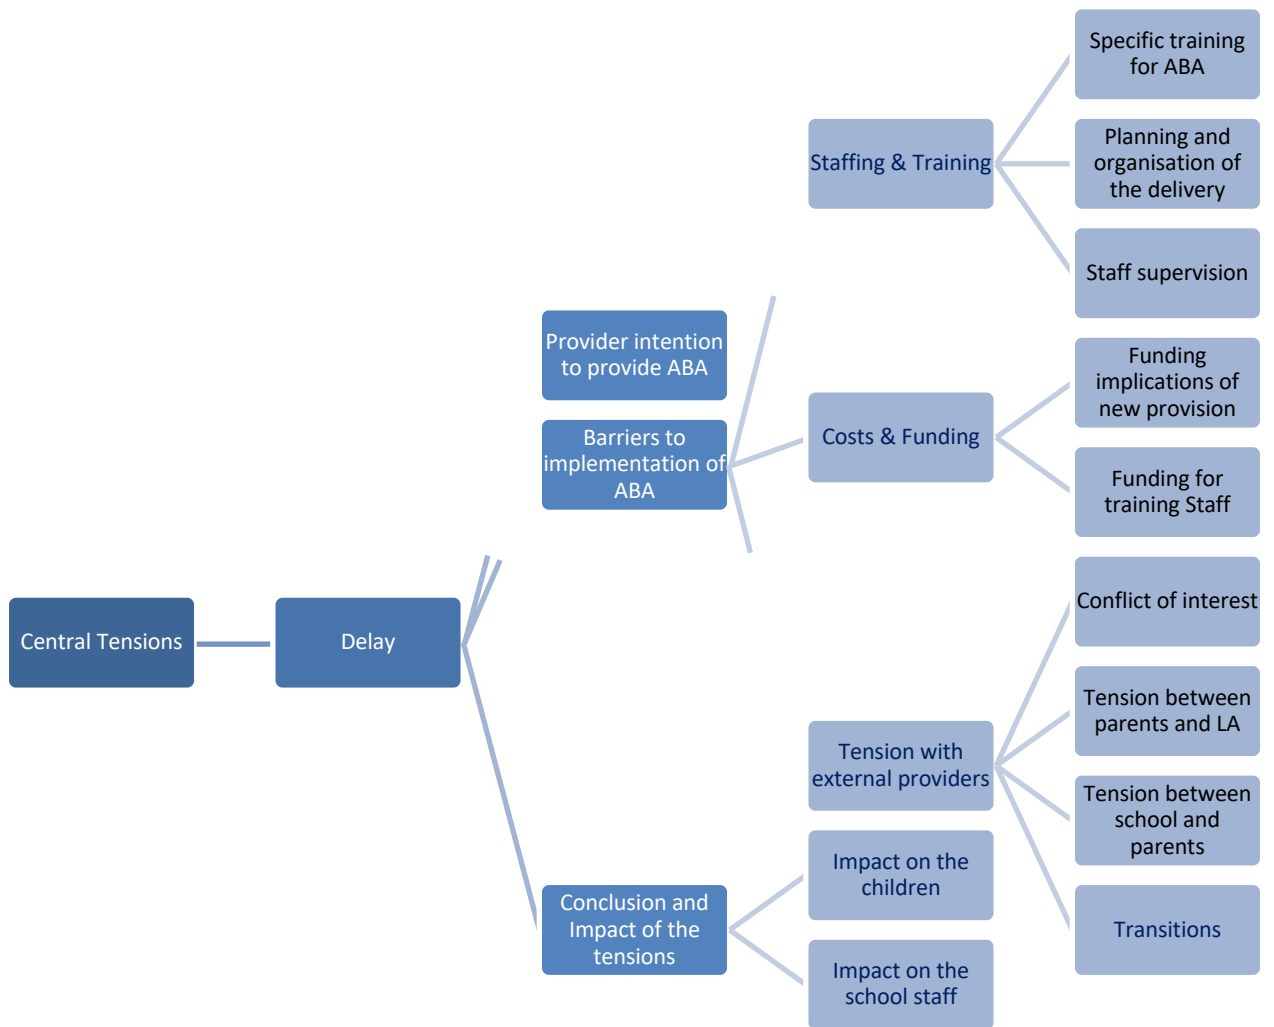 Central Tensions
Delay
Provider intention
to provide ABA
Barriers to
implementation of
ABA
Conclusion and
Impact of the
tensions
Staffing & Training
Costs & Funding
Tension with
external providers
Impact on the
children
Impact on the
school staff
Specific training
for ABA
Planning and
organisation of
the delivery
Staff supervision
Funding
implications of
new provision
Funding for
training Staff
Conflict of interest
Tension between
parents and LA
Tension between
school and
parents
Transitions